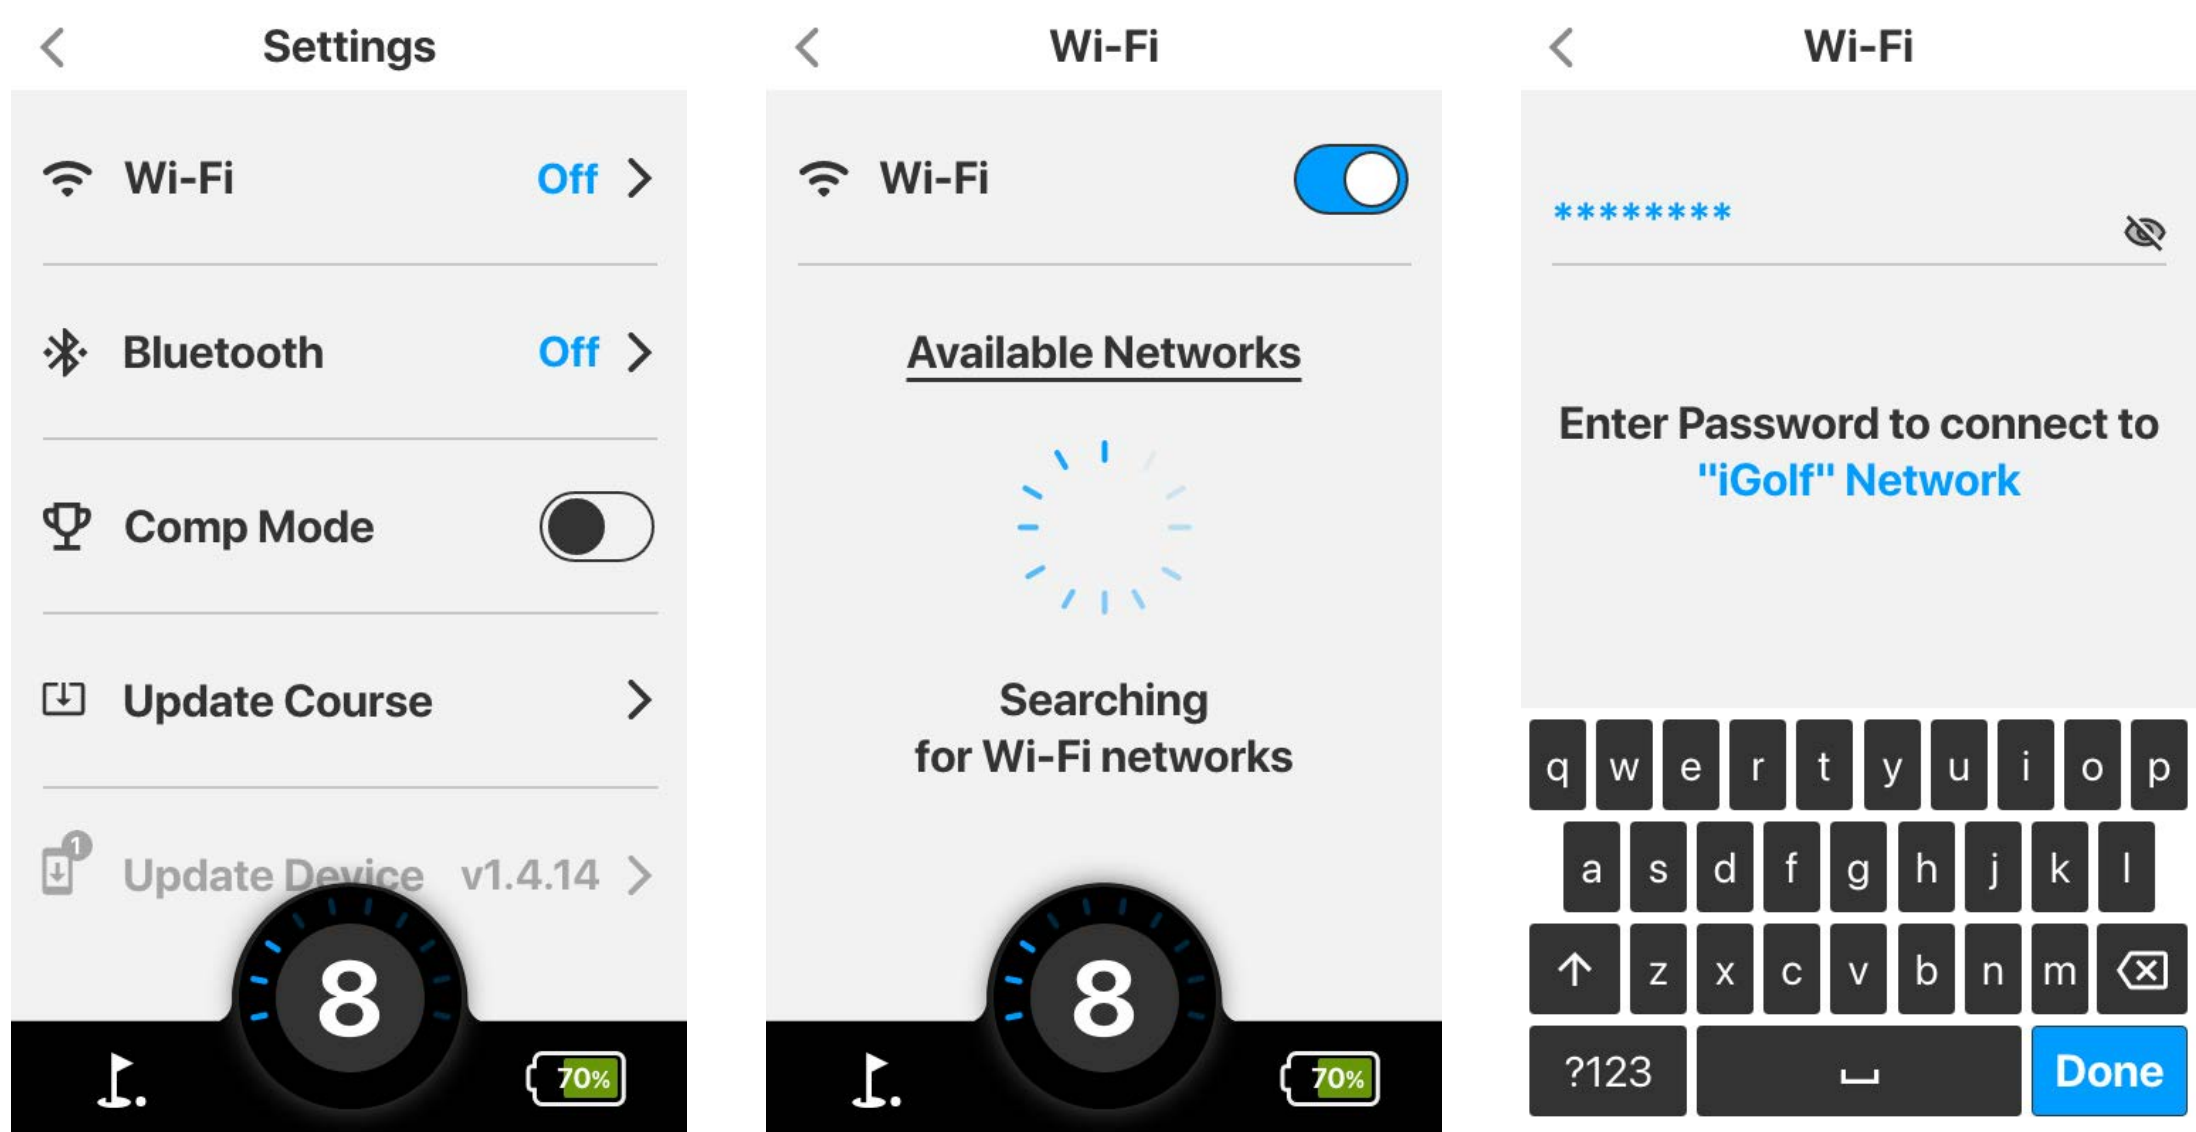 Settings
Wi-Fi Off
Bluetooth Off
Comp Mode
Update Course
1
Update Device v1.4.14
8
70%
Wi-Fi
Wi-Fi
Available Networks
Searching
for Wi-Fi networks
8
70%
Wi-Fi
********
Enter Password to connect to
"iGolf" Network
q w e r t y u i o p
a s d f g h j k l
z x c v b n m
?123 Done